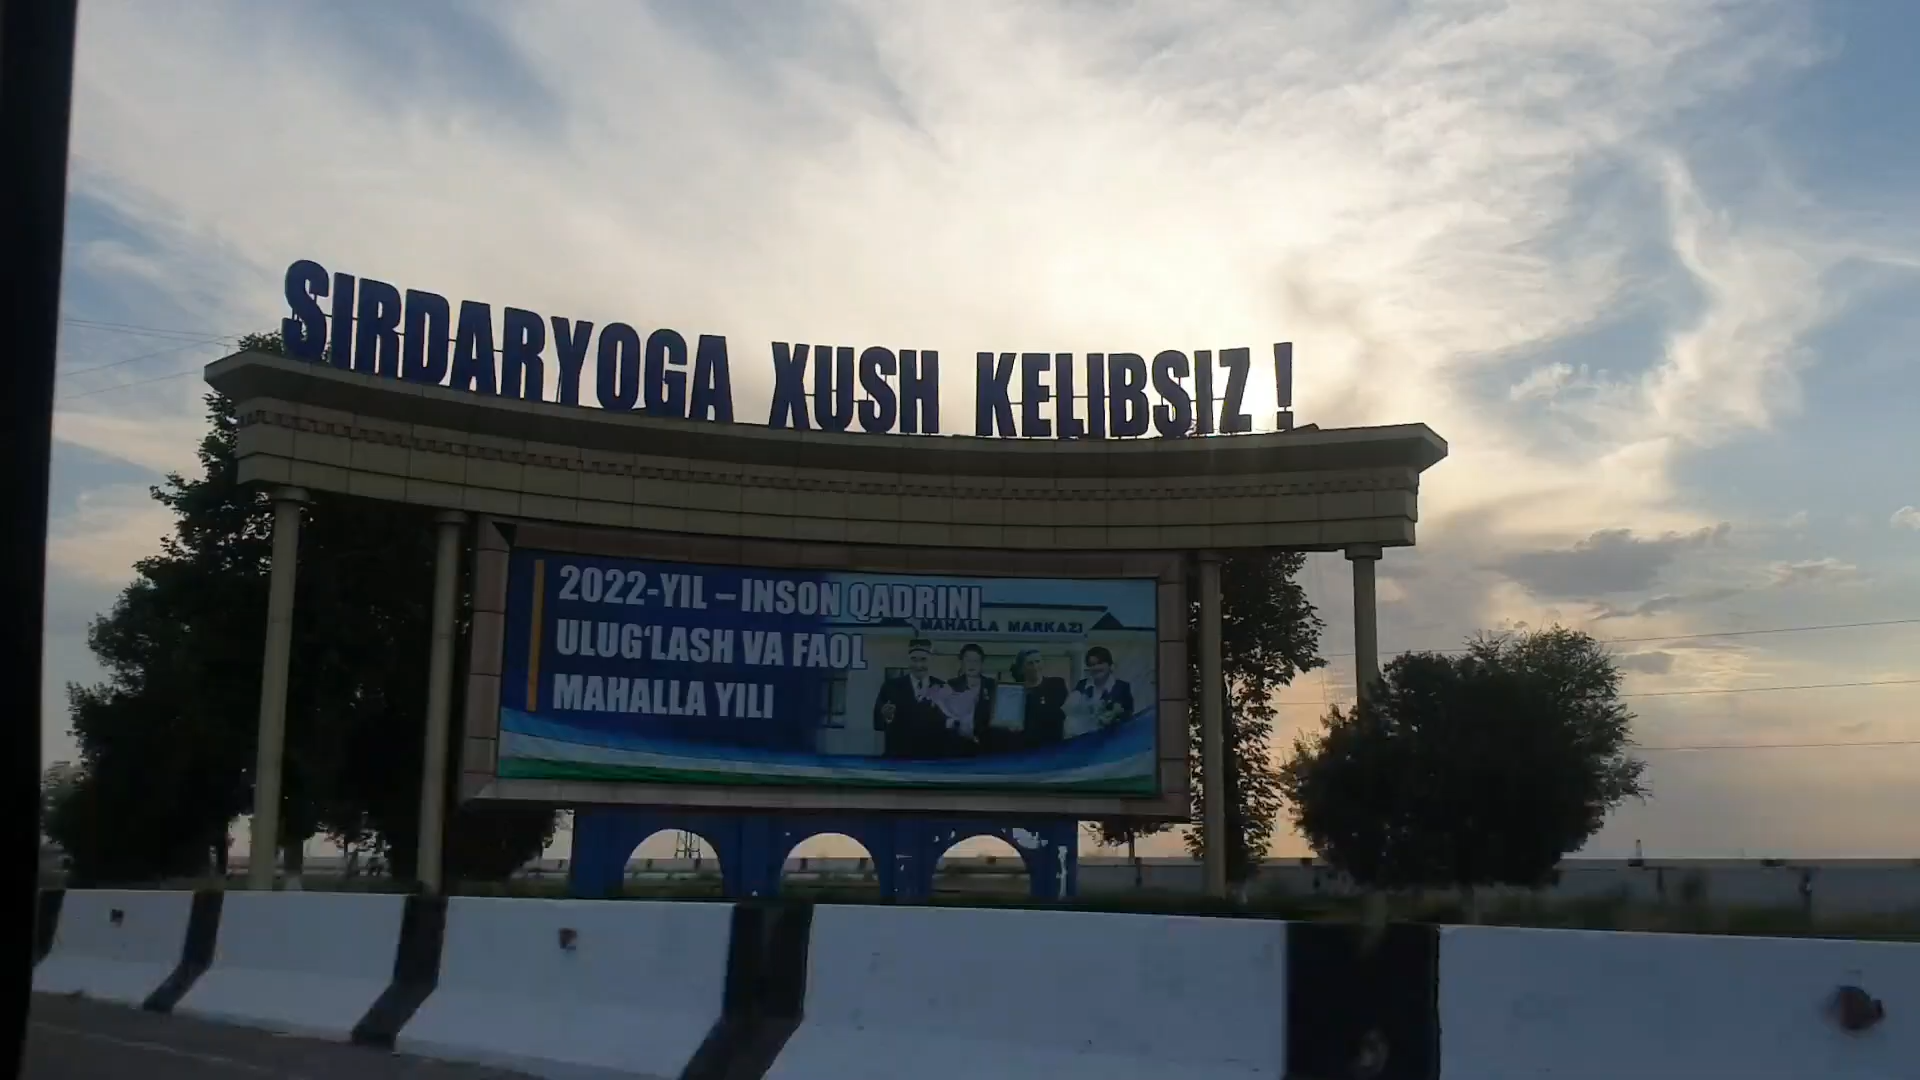 SIRDARYOGA XUSH KELIBSIZ !
2022-YIL – INSON QADRINI
ULUG‘LASH VA FAOL
MAHALLA YILI
MAHALLA MARKAZI